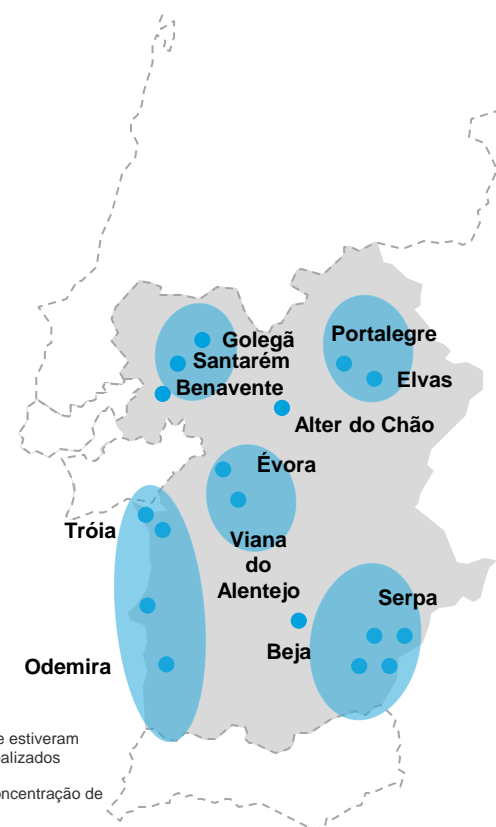 Golegã
Portalegre
Santarém
Elvas
Benavente
Alter do Chão
Évora
Tróia
Viana
do
Alentejo
Serpa
Beja
Odemira
e estiveram
alizados
oncentração de